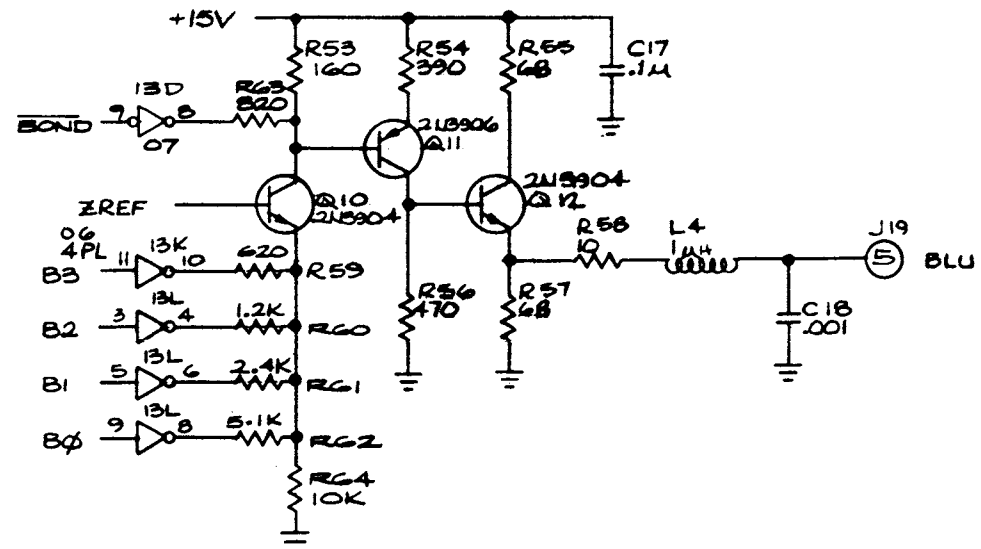 +15V
R53
160
R54
390
R55
68
C17
.1µ
13D
R63
820
BOND
9
8
07
2N3906
Q11
ZREF
Q10
2N3904
2N3904
Q12
R58
10
L4
1µH
J19
5
BLU
06
4PL
B3
11
13K
10
620
R59
R56
470
R57
68
C18
.001
B2
3
13L
4
1.2K
R60
B1
5
13L
6
2.4K
R61
BØ
9
13L
8
5.1K
R62
R64
10K